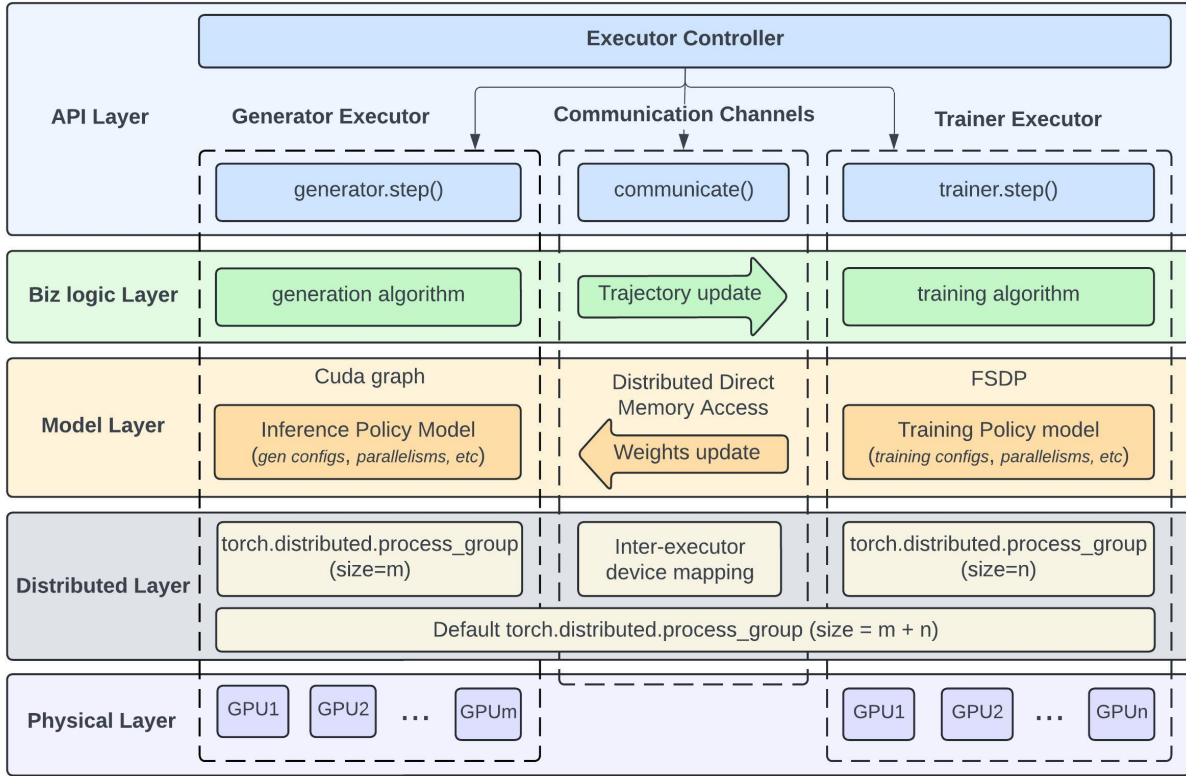 Executor Controller
API Layer
Generator Executor
Communication Channels
Trainer Executor
generator.step()
communicate()
trainer.step()
Biz logic Layer
generation algorithm
Trajectory update
training algorithm
Model Layer
Cuda graph
Inference Policy Model
(gen configs, parallelisms, etc)
Distributed Direct
Memory Access
Weights update
FSDP
Training Policy model
(training configs, parallelisms, etc)
Distributed Layer
torch.distributed.process_group
(size=m)
Inter-executor
device mapping
torch.distributed.process_group
(size=n)
Default torch.distributed.process_group (size = m + n)
Physical Layer
GPU1
GPU2
...
GPUm
GPU1
GPU2
...
GPUn